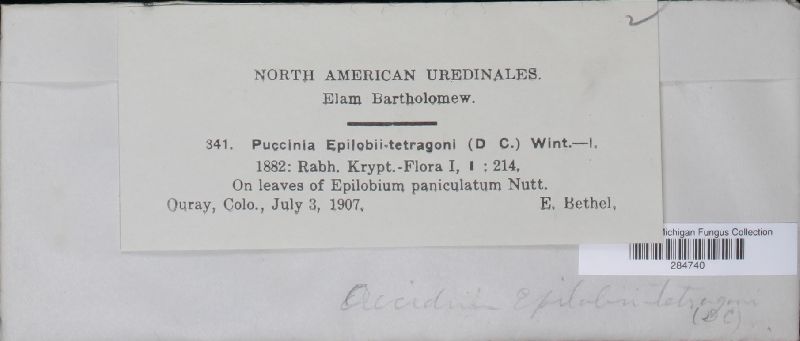 2
NORTH AMERICAN UREDINALES.
Elam Bartholomew.
341. Puccinia Epilobii-tetragoni (D C.) Wint.—I.
1882: Rabh. Krypt.-Flora I, I : 214.
On leaves of Epilobium paniculatum Nutt.
Ouray, Colo., July 3, 1907. E. Bethel.
Michigan Fungus Collection
284740
Aecidium Epilobii-tetragoni
(DC)